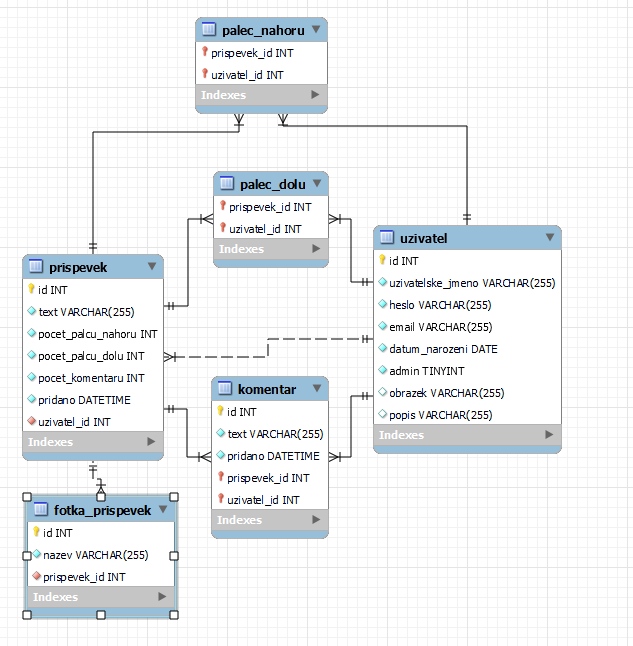 palec_nahoru
prispevek_id INT
uzivatel_id INT
Indexes
palec_dolu
prispevek_id INT
uzivatel_id INT
Indexes
uzivatel
id INT
uzivatelske_jmeno VARCHAR(255)
heslo VARCHAR(255)
email VARCHAR(255)
datum_narozeni DATE
admin TINYINT
obrazek VARCHAR(255)
popis VARCHAR(255)
Indexes
prispevek
id INT
text VARCHAR(255)
pocet_palcu_nahoru INT
pocet_palcu_dolu INT
pocet_komentaru INT
pridano DATETIME
uzivatel_id INT
Indexes
komentar
id INT
text VARCHAR(255)
pridano DATETIME
prispevek_id INT
uzivatel_id INT
Indexes
fotka_prispevek
id INT
nazev VARCHAR(255)
prispevek_id INT
Indexes